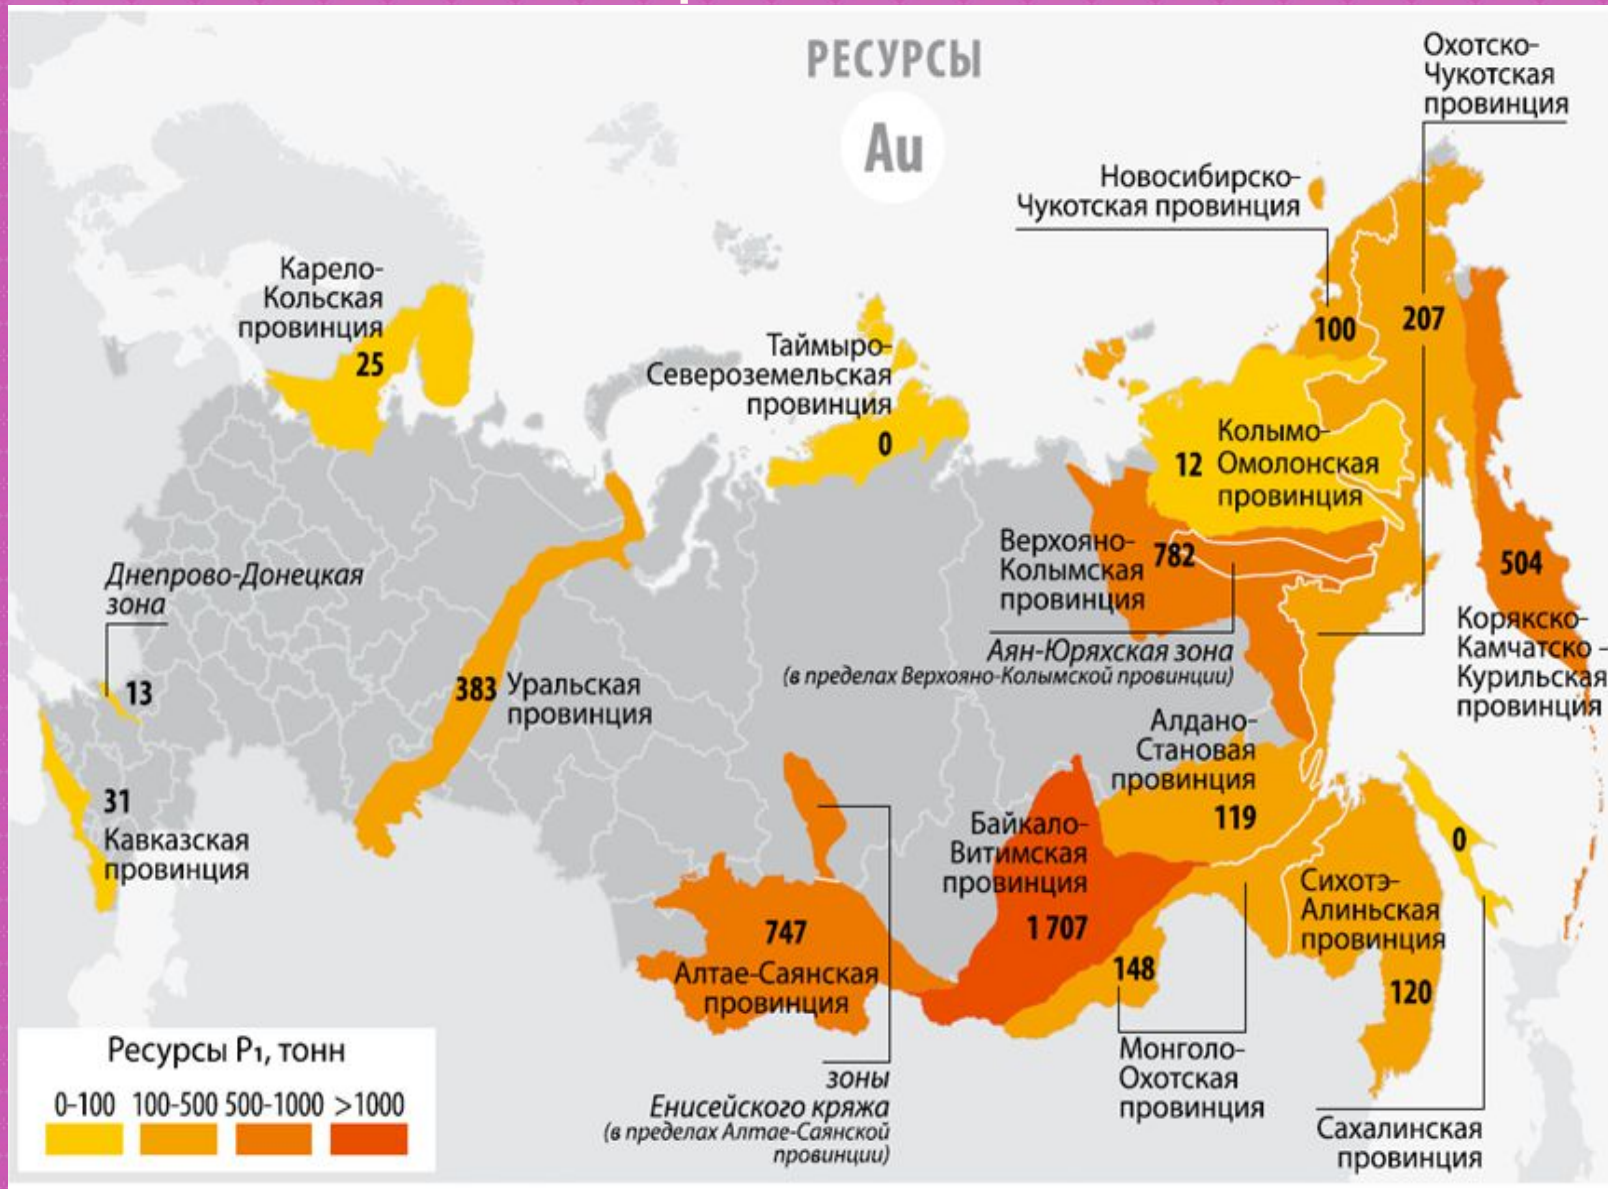 РЕСУРСЫ
Au
Охотско-
Чукотская
провинция
207
Новосибирско-
Чукотская провинция
100
Карело-
Кольская
провинция
25
Таймыро-
Североземельская
провинция
0
Колымо-
Омолонская
провинция
12
Верхояно-
Колымская
провинция
782
Аян-Юряхская зона
(в пределах Верхояно-Колымской провинции)
504
Корякско-
Камчатско –
Курильская
провинция
Днепрово-Донецкая
зона
13
383
Уральская
провинция
31
Кавказская
провинция
Алдано-
Становая
провинция
119
Байкало-
Витимская
провинция
1 707
747
Алтае-Саянская
провинция
148
Монголо-
Охотская
провинция
Сихотэ-
Алиньская
провинция
120
0
Сахалинская
провинция
зоны
Енисейского кряжа
(в пределах Алтае-Саянской
провинции)
Ресурсы P₁, тонн
0-100 100-500 500-1000 >1000